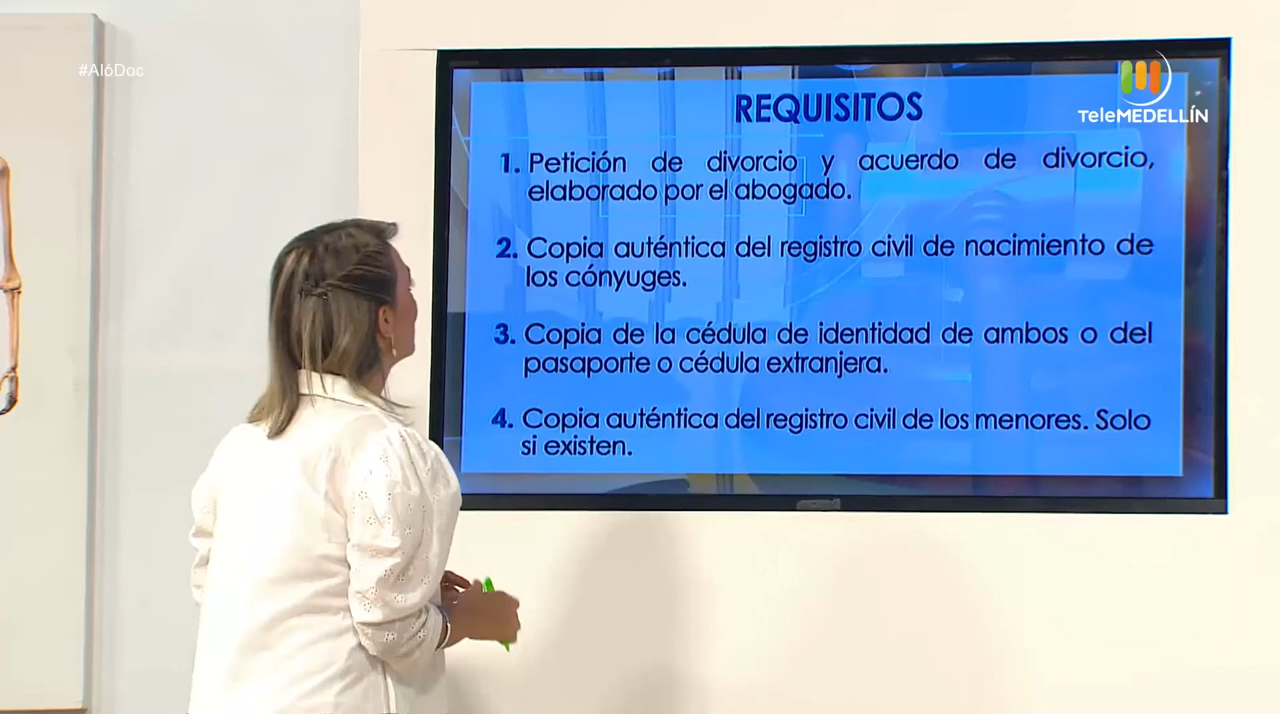 #AlóDoc
TeleMEDELLÍN
REQUISITOS
1. Petición de divorcio y acuerdo de divorcio,
elaborado por el abogado.
2. Copia auténtica del registro civil de nacimiento de
los cónyuges.
3. Copia de la cédula de identidad de ambos o del
pasaporte o cédula extranjera.
4. Copia auténtica del registro civil de los menores. Solo
si existen.